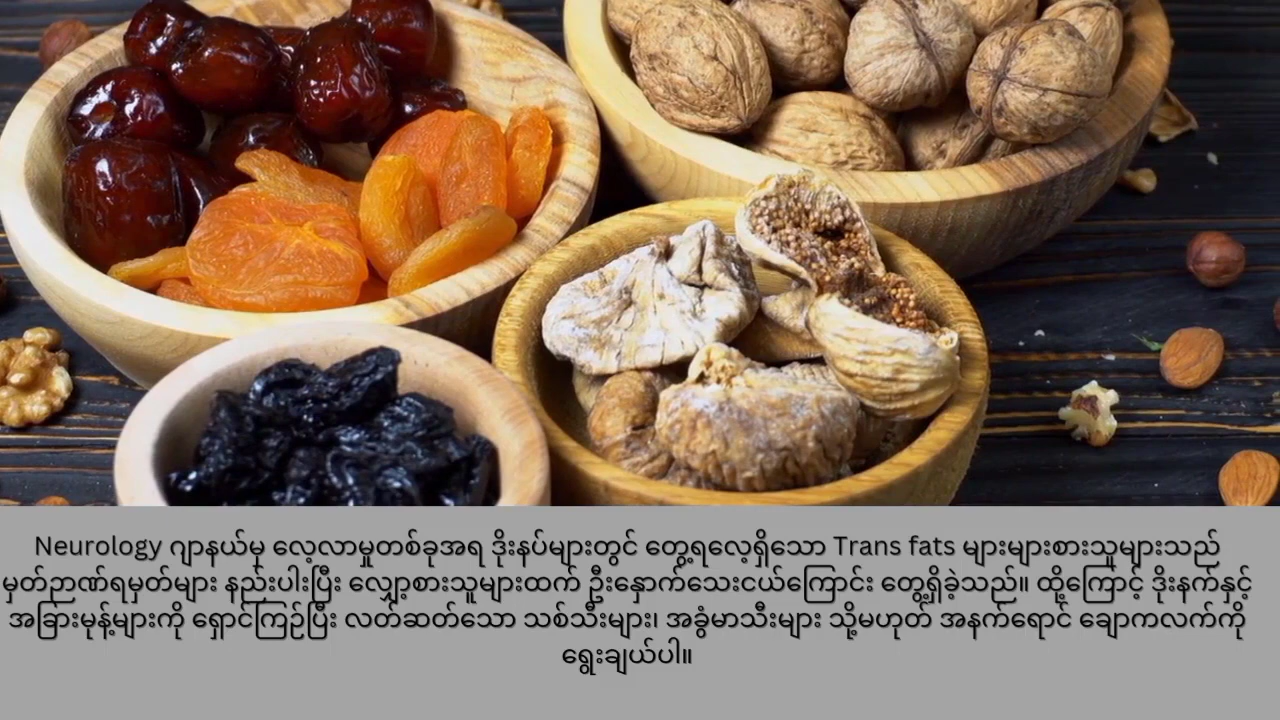 Neurology ဂျာနယ်မှ လေ့လာမှုတစ်ခုအရ ဒိုးနပ်များတွင် တွေ့ရလေ့ရှိသော Trans fats များများစားသူများသည်
မှတ်ဉာဏ်ရမှတ်များ နည်းပါးပြီး လျှော့စားသူများထက် ဦးနှောက်သေးငယ်ကြောင်း တွေ့ရှိခဲ့သည်။ ထို့ကြောင့် ဒိုးနက်နှင့်
အခြားမုန့်များကို ရှောင်ကြဉ်ပြီး လတ်ဆတ်သော သစ်သီးများ၊ အခွံမာသီးများ သို့မဟုတ် အနက်ရောင် ချောကလက်ကို
ရွေးချယ်ပါ။